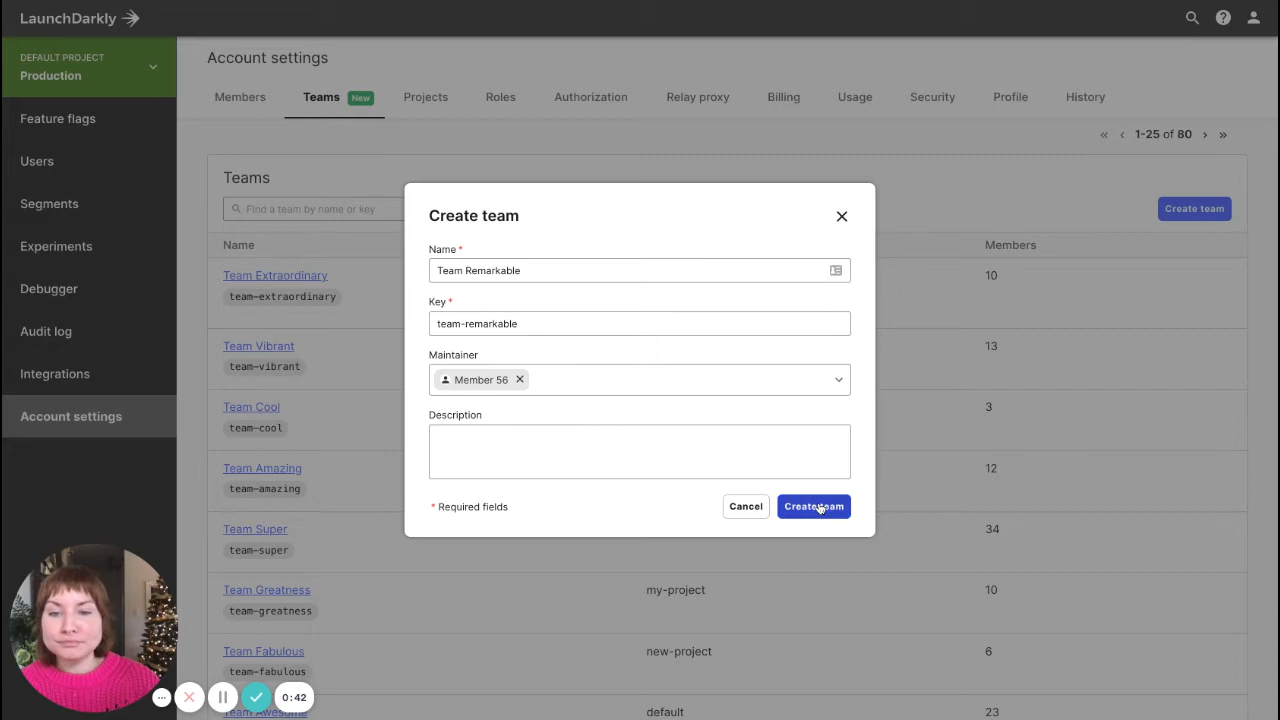 LaunchDarkly
DEFAULT PROJECT
Production
Feature flags
Users
Segments
Experiments
Debugger
Audit log
Integrations
Account settings
Account settings
Members
Teams New
Projects
Roles
Authorization
Relay proxy
Billing
Usage
Security
Profile
History
« ‹ 1-25 of 80 › »
Teams
Find a team by name or key
Create team
Name
Members
Team Extraordinary
team-extraordinary
10
Team Vibrant
team-vibrant
13
Team Cool
team-cool
3
Team Amazing
team-amazing
12
Team Super
team-super
34
Team Greatness
team-greatness
my-project
10
Team Fabulous
team-fabulous
new-project
6
Team Awesome
default
23
Create team
Name *
Team Remarkable
Key *
team-remarkable
Maintainer
Member 56
Description
* Required fields
Cancel
Create team
0:42